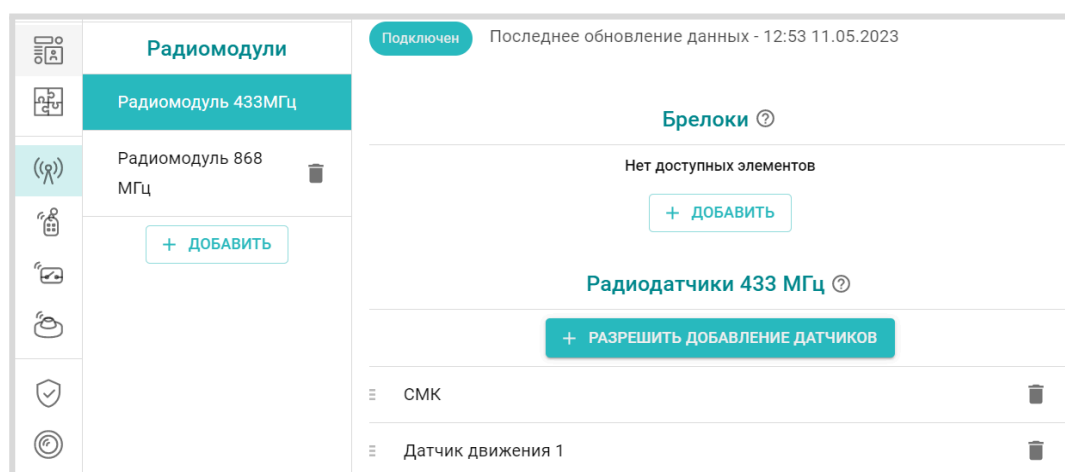 Радиомодули
Радиомодуль 433МГц
Радиомодуль 868
МГц
+ ДОБАВИТЬ
Подключен
Последнее обновление данных - 12:53 11.05.2023
Брелоки
Нет доступных элементов
+ ДОБАВИТЬ
Радиодатчики 433 МГц
+ РАЗРЕШИТЬ ДОБАВЛЕНИЕ ДАТЧИКОВ
СМК
Датчик движения 1